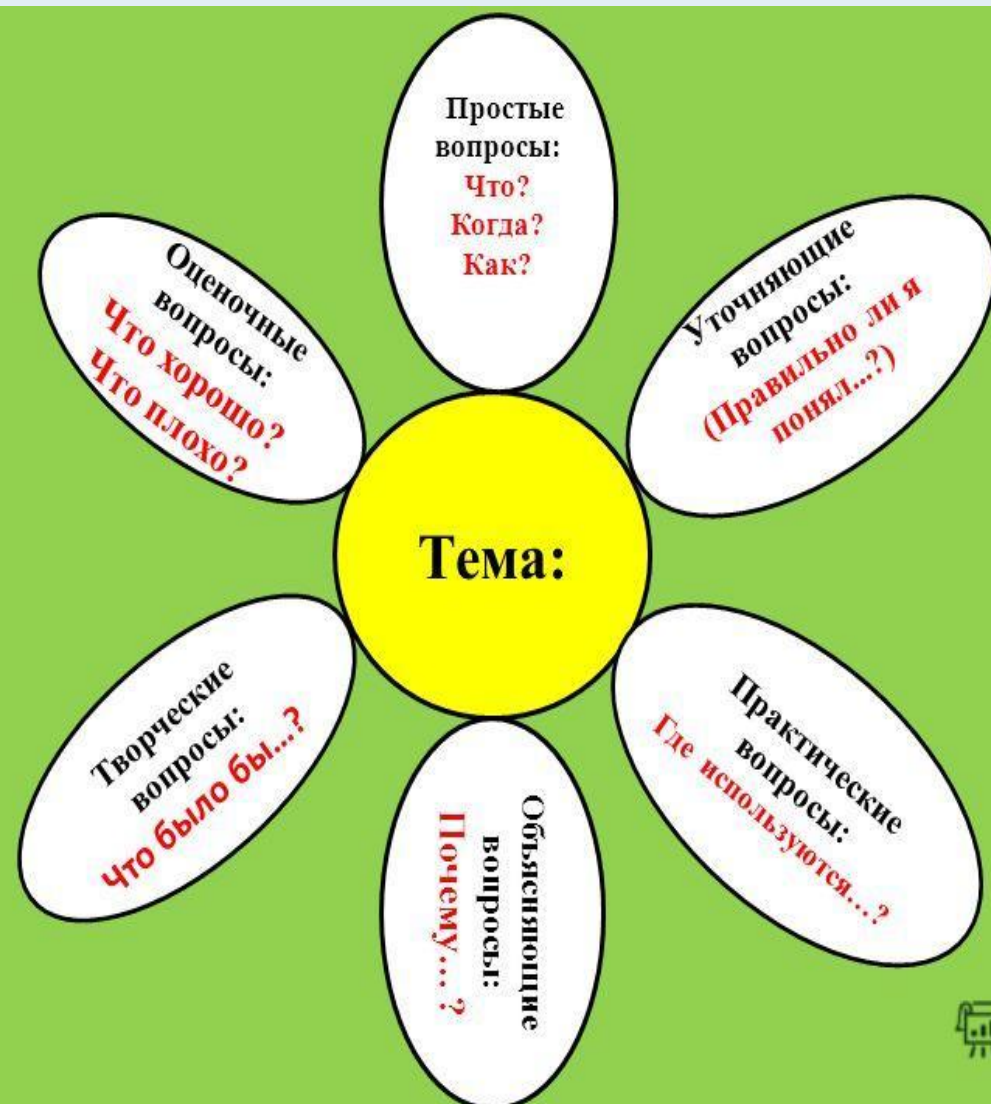 Простые
вопросы:
Что?
Когда?
Как?
Уточняющие
вопросы:
(Правильно ли я
понял...?)
Практические
вопросы:
Где используются...?
Объясняющие
вопросы:
Почему... ?
Творческие
вопросы:
Что было бы...?
Оценочные
вопросы:
Что хорошо?
Что плохо?
Тема: